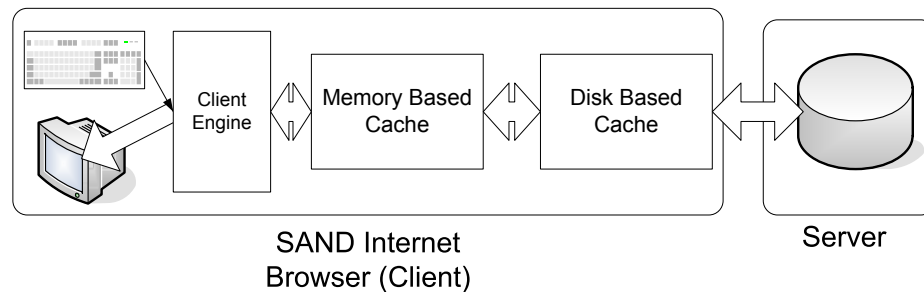 Client
Engine
Memory Based
Cache
Disk Based
Cache
SAND Internet
Browser (Client)
Server